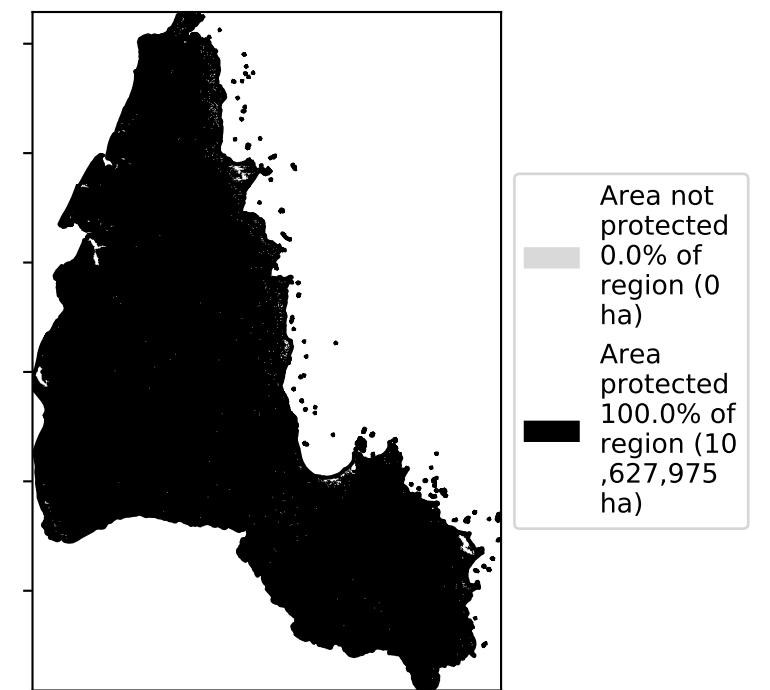 Area not
protected
0.0% of
region (0
ha)
Area
protected
100.0% of
region (10
,627,975
ha)